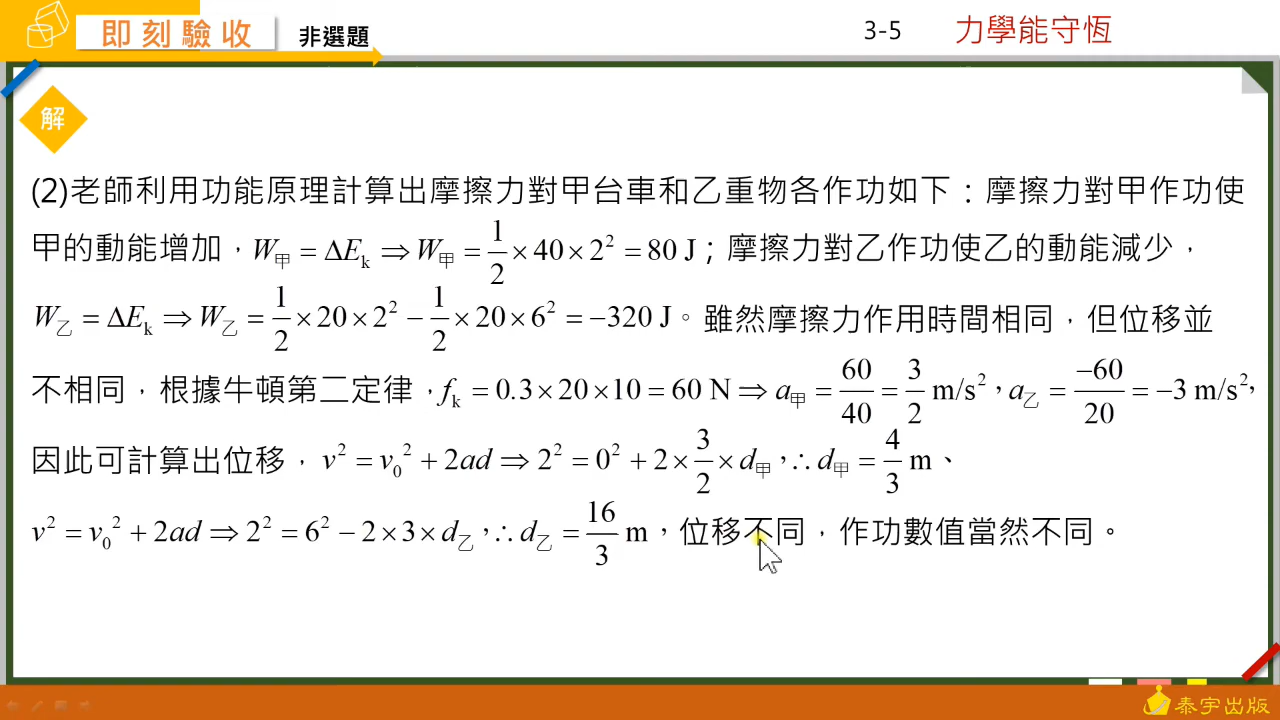 即刻驗收 非選題 3-5 力學能守恆
解
(2)老師利用功能原理計算出摩擦力對甲台車和乙重物各作功如下：摩擦力對甲作功使
甲的動能增加，W甲 = ΔEk ⇒ W甲 = 1/2 × 40 × 2² = 80 J；摩擦力對乙作功使乙的動能減少，
W乙 = ΔEk ⇒ W乙 = 1/2 × 20 × 2² − 1/2 × 20 × 6² = −320 J。雖然摩擦力作用時間相同，但位移並
不相同，根據牛頓第二定律，fk = 0.3 × 20 × 10 = 60 N ⇒ a甲 = 60/40 = 3/2 m/s²，a乙 = −60/20 = −3 m/s²，
因此可計算出位移，v² = v₀² + 2ad ⇒ 2² = 0² + 2 × 3/2 × d甲，∴ d甲 = 4/3 m、
v² = v₀² + 2ad ⇒ 2² = 6² − 2 × 3 × d乙，∴ d乙 = 16/3 m，位移不同，作功數值當然不同。
泰宇出版